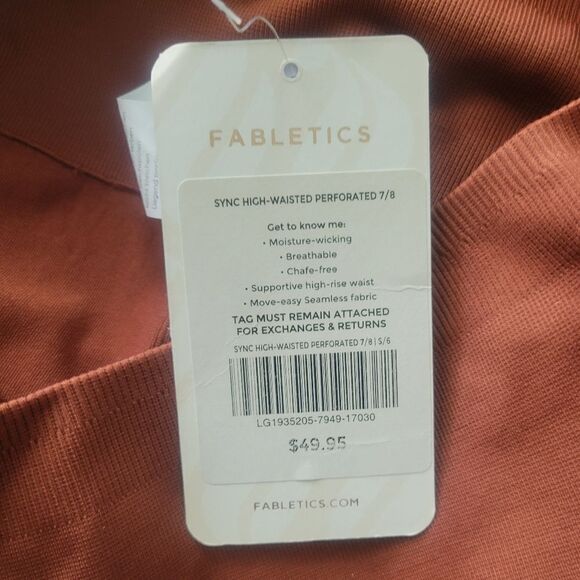 FABLETICS
SYNC HIGH-WAISTED PERFORATED 7/8
Get to know me:
• Moisture-wicking
• Breathable
• Chafe-free
• Supportive high-rise waist
• Move-easy Seamless fabric
TAG MUST REMAIN ATTACHED
FOR EXCHANGES & RETURNS
SYNC HIGH-WAISTED PERFORATED 7/8 | S/6
LG1935205-7949-17030
$49.95
FABLETICS.COM